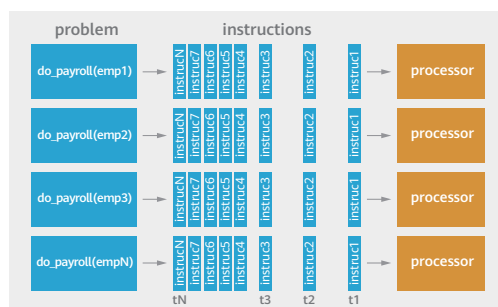 problem instructions
do_payroll(emp1) instrucN instruc7 instruc6 instruc5 instruc4 instruc3 instruc2 instruc1 processor
do_payroll(emp2) instrucN instruc7 instruc6 instruc5 instruc4 instruc3 instruc2 instruc1 processor
do_payroll(emp3) instrucN instruc7 instruc6 instruc5 instruc4 instruc3 instruc2 instruc1 processor
do_payroll(empN) instrucN instruc7 instruc6 instruc5 instruc4 instruc3 instruc2 instruc1 processor
tN t3 t2 t1